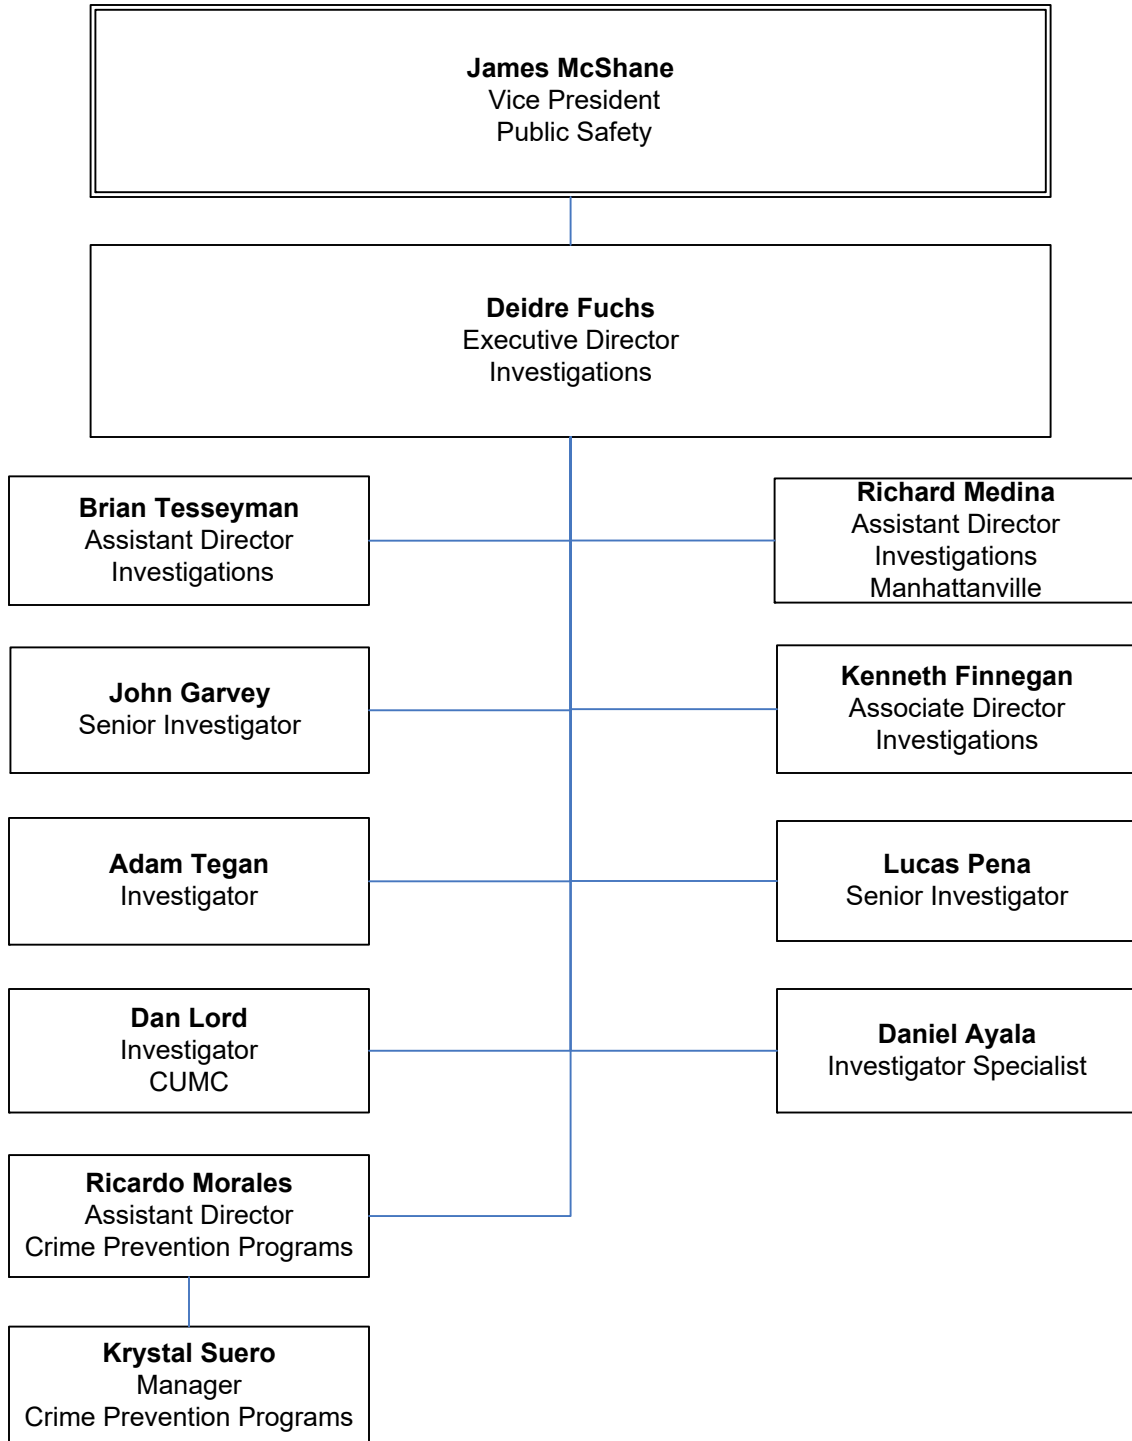 James McShane
Vice President
Public Safety
Deidre Fuchs
Executive Director
Investigations
Brian Tesseyman
Assistant Director
Investigations
Richard Medina
Assistant Director
Investigations
Manhattanville
John Garvey
Senior Investigator
Kenneth Finnegan
Associate Director
Investigations
Adam Tegan
Investigator
Lucas Pena
Senior Investigator
Dan Lord
Investigator
CUMC
Daniel Ayala
Investigator Specialist
Ricardo Morales
Assistant Director
Crime Prevention Programs
Krystal Suero
Manager
Crime Prevention Programs